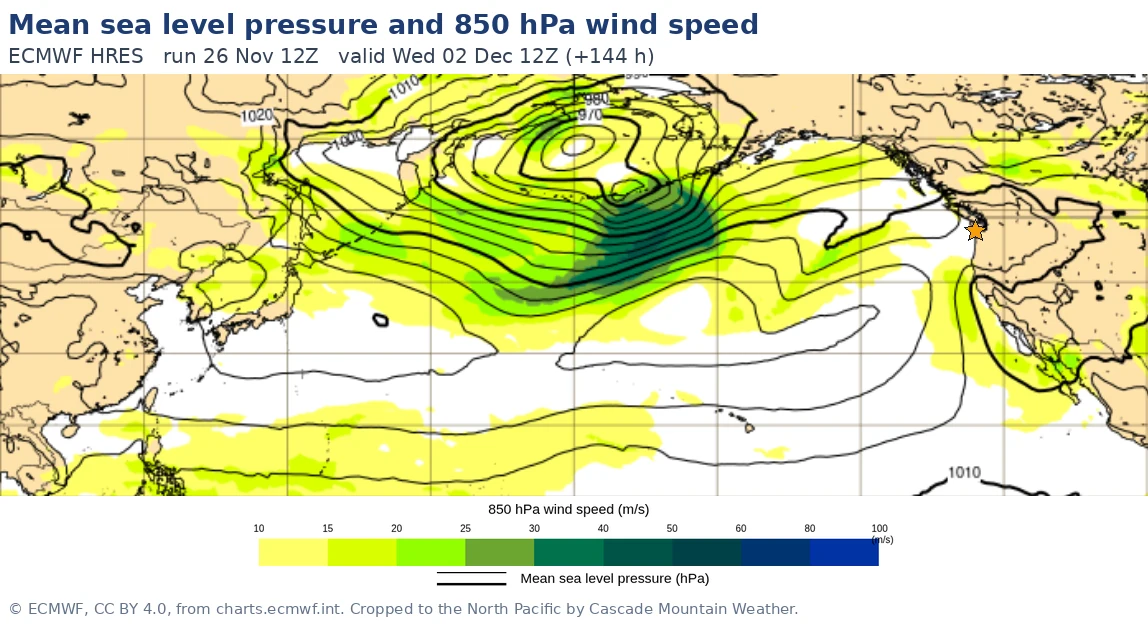 Mean sea level pressure and 850 hPa wind speed
ECMWF HRES run 26 Nov 12Z valid Wed 02 Dec 12Z (+144 h)
1010
980
970
1020
1000
1010
850 hPa wind speed (m/s)
10 15 20 25 30 40 50 60 80 100
(m/s)
Mean sea level pressure (hPa)
© ECMWF, CC BY 4.0, from charts.ecmwf.int. Cropped to the North Pacific by Cascade Mountain Weather.